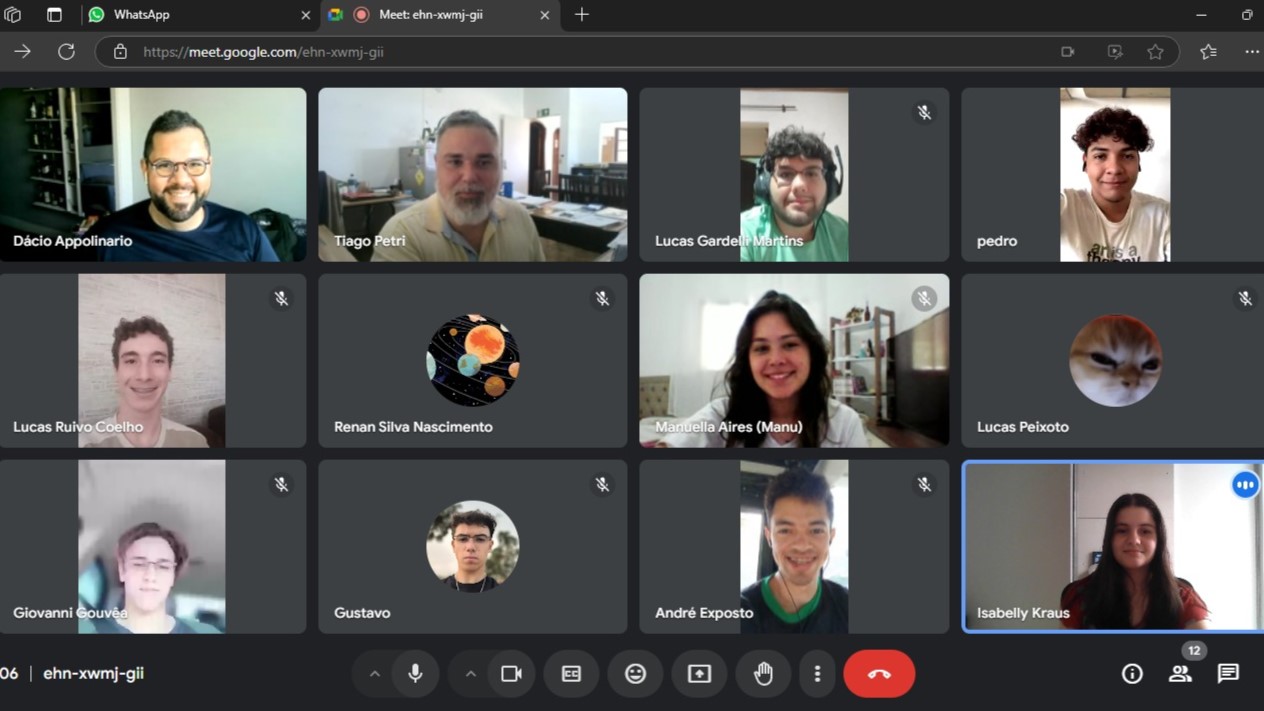 WhatsApp
Meet: ehn-xwmj-gii
https://meet.google.com/ehn-xwmj-gii
Dácio Appolinario
Tiago Petri
Lucas Gardelli Martins
pedro
Lucas Ruivo Coelho
Renan Silva Nascimento
Manuella Aires (Manu)
Lucas Peixoto
Giovanni Gouvêa
Gustavo
André Exposto
Isabelly Kraus
06 | ehn-xwmj-gii
CC
12